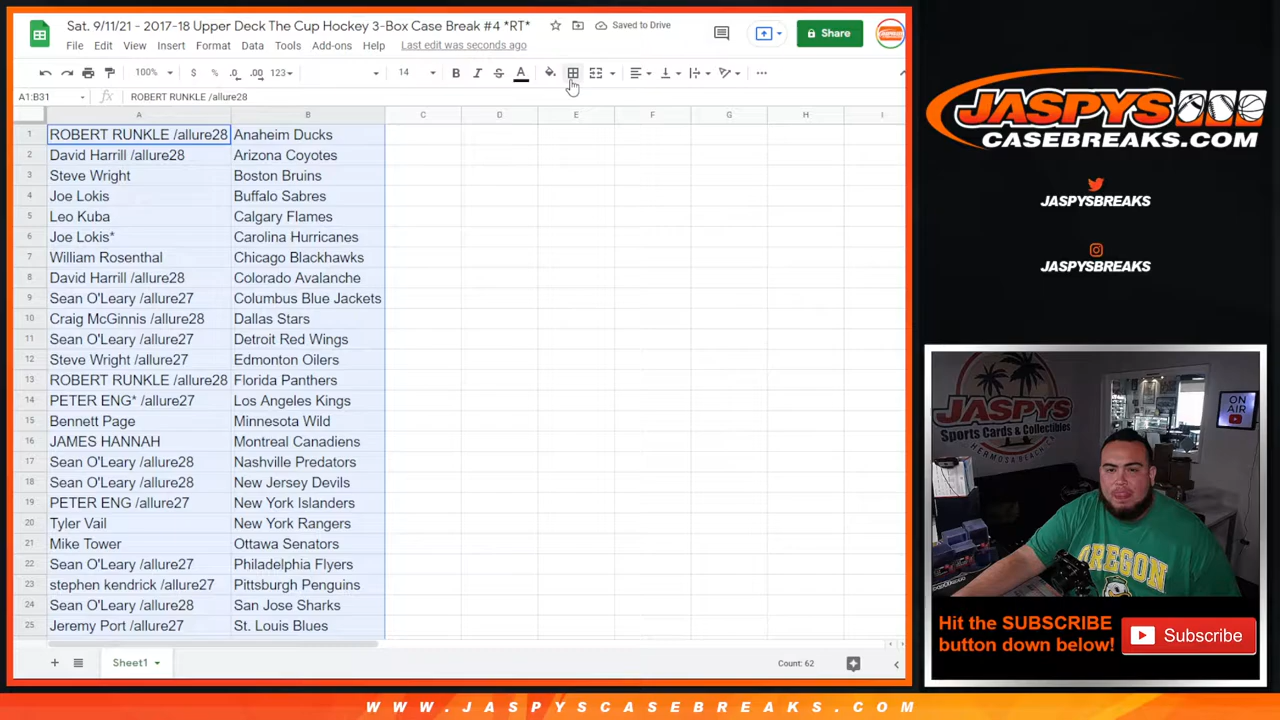 Sat. 9/11/21 - 2017-18 Upper Deck The Cup Hockey 3-Box Case Break #4 *RT*
Saved to Drive
Share
File Edit View Insert Format Data Tools Add-ons Help Last edit was seconds ago
100% $ % .0 .00 123 14 B I S A
A1:B31 fx ROBERT RUNKLE /allure28
A B C D E F G H I
1 ROBERT RUNKLE /allure28 Anaheim Ducks
2 David Harrill /allure28 Arizona Coyotes
3 Steve Wright Boston Bruins
4 Joe Lokis Buffalo Sabres
5 Leo Kuba Calgary Flames
6 Joe Lokis* Carolina Hurricanes
7 William Rosenthal Chicago Blackhawks
8 David Harrill /allure28 Colorado Avalanche
9 Sean O'Leary /allure27 Columbus Blue Jackets
10 Craig McGinnis /allure28 Dallas Stars
11 Sean O'Leary /allure27 Detroit Red Wings
12 Steve Wright /allure27 Edmonton Oilers
13 ROBERT RUNKLE /allure28 Florida Panthers
14 PETER ENG* /allure27 Los Angeles Kings
15 Bennett Page Minnesota Wild
16 JAMES HANNAH Montreal Canadiens
17 Sean O'Leary /allure28 Nashville Predators
18 Sean O'Leary /allure28 New Jersey Devils
19 PETER ENG /allure27 New York Islanders
20 Tyler Vail New York Rangers
21 Mike Tower Ottawa Senators
22 Sean O'Leary /allure27 Philadelphia Flyers
23 stephen kendrick /allure27 Pittsburgh Penguins
24 Sean O'Leary /allure28 San Jose Sharks
25 Jeremy Port /allure27 St. Louis Blues
Sheet1
Count: 62
JASPYS
CASEBREAKS.COM
JASPYSBREAKS
JASPYSBREAKS
JASPYS
Sports Cards & Collectibles
HERMOSA BEACH
ON
AIR
OREGON
Hit the SUBSCRIBE
button down below!
Subscribe
WWW.JASPYSCASEBREAKS.COM